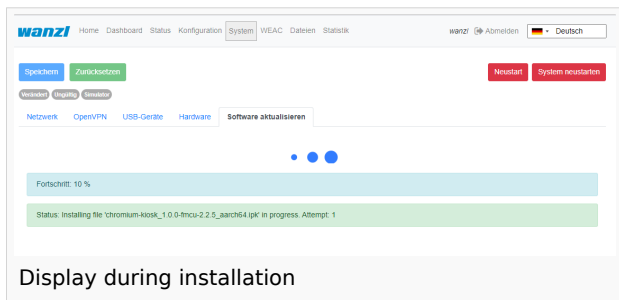 wanzl Home Dashboard Status Konfiguration System WEAC Dateien Statistik wanzl Abmelden Deutsch
Speichern Zurücksetzen Neustart System neustarten
Verändert Ungültig Simulator
Netzwerk OpenVPN USB-Geräte Hardware Software aktualisieren
Fortschritt: 10 %
Status: Installing file 'chromium-kiosk_1.0.0-fmcu-2.2.5_aarch64.ipk' in progress. Attempt: 1
Display during installation